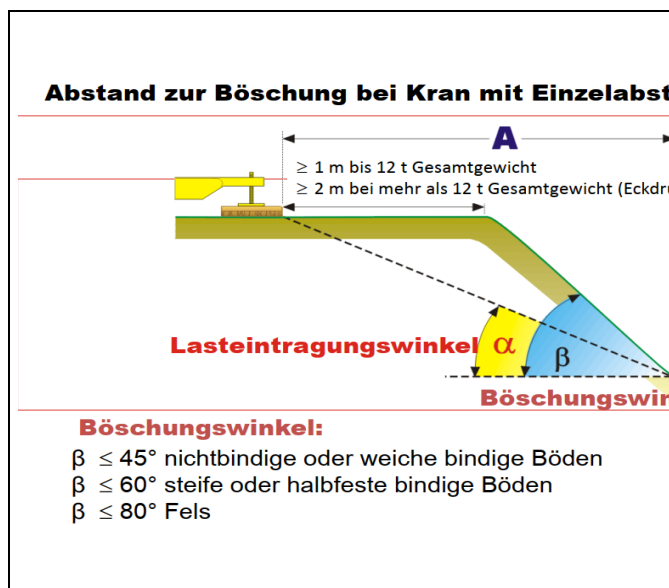 Abstand zur Böschung bei Kran mit Einzelabst
A
≥ 1 m bis 12 t Gesamtgewicht
≥ 2 m bei mehr als 12 t Gesamtgewicht (Eckdru
Lasteintragungswinkel
α
β
Böschungswin
Böschungswinkel:
β ≤ 45° nichtbindige oder weiche bindige Böden
β ≤ 60° steife oder halbfeste bindige Böden
β ≤ 80° Fels